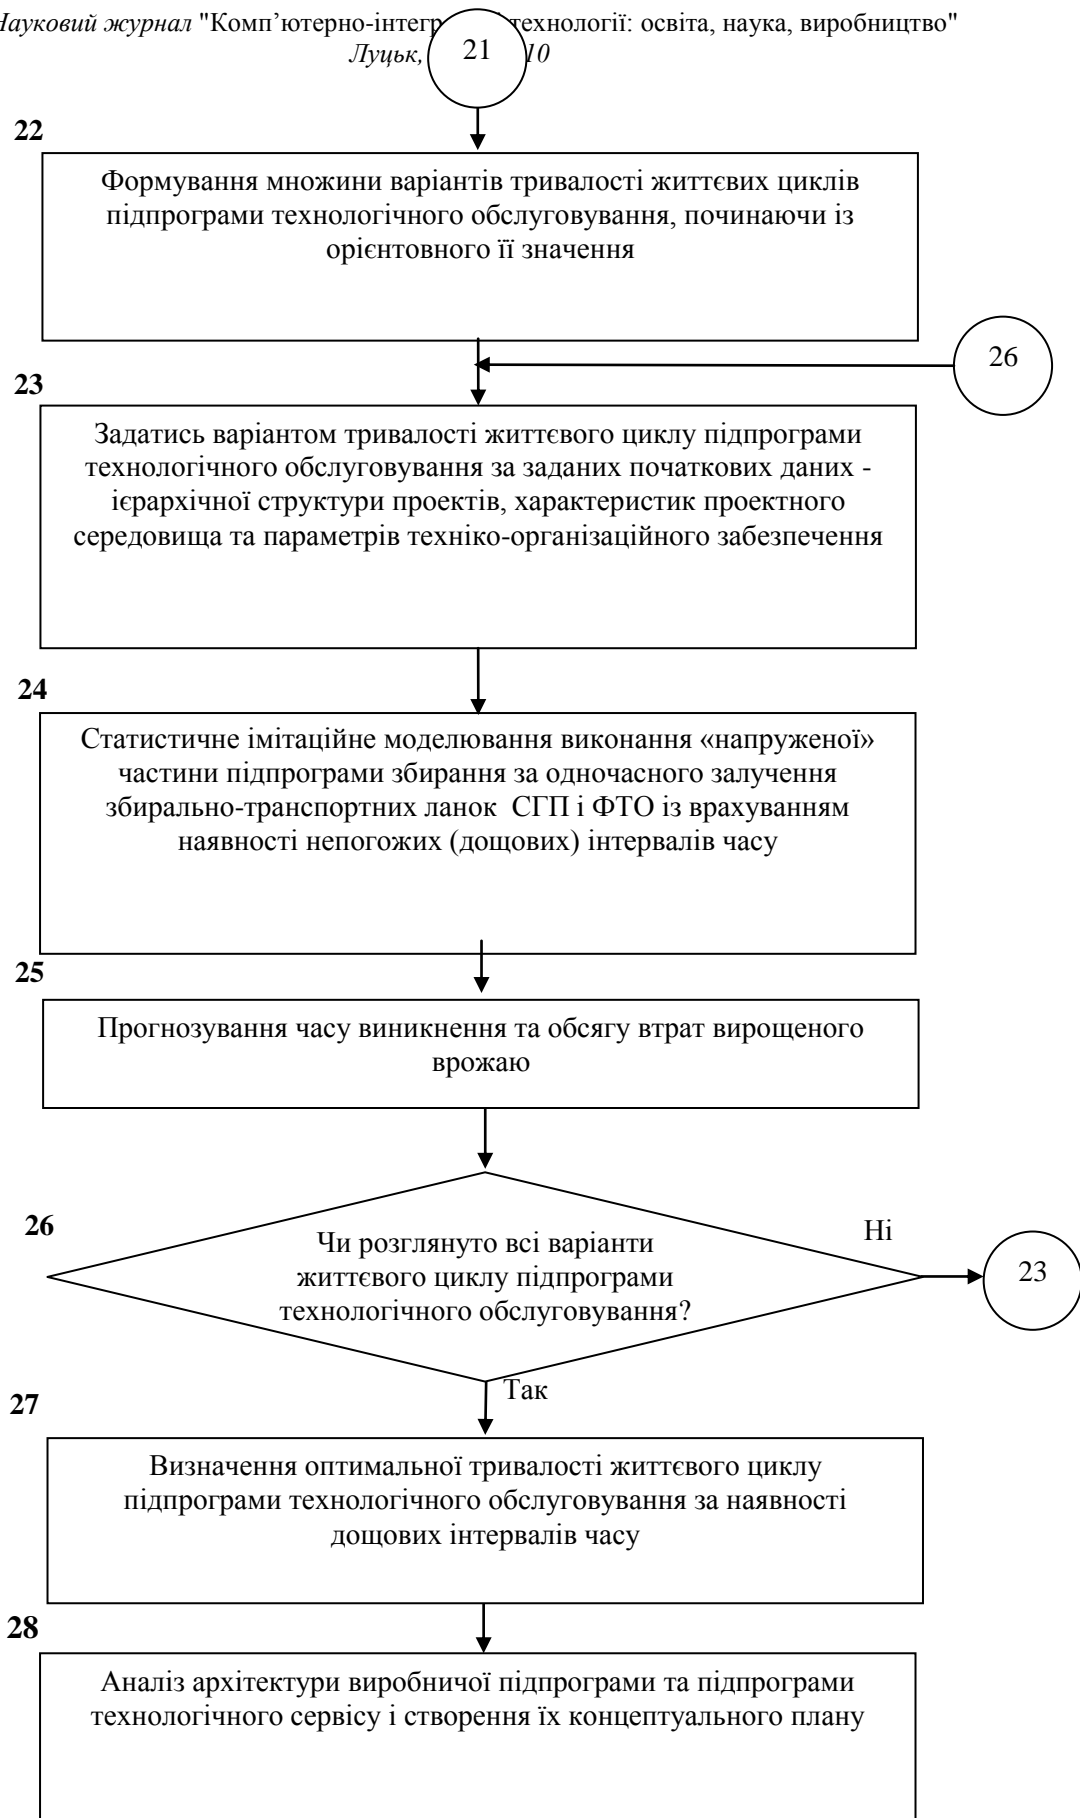 Науковий журнал "Комп’ютерно-інтегр технології: освіта, наука, виробництво"
Луцьк, 10
21
22
Формування множини варіантів тривалості життєвих циклів
підпрограми технологічного обслуговування, починаючи із
орієнтовного її значення
26
23
Задатись варіантом тривалості життєвого циклу підпрограми
технологічного обслуговування за заданих початкових даних -
ієрархічної структури проектів, характеристик проектного
середовища та параметрів техніко-організаційного забезпечення
24
Статистичне імітаційне моделювання виконання «напруженої»
частини підпрограми збирання за одночасного залучення
збирально-транспортних ланок СГП і ФТО із врахуванням
наявності непогожих (дощових) інтервалів часу
25
Прогнозування часу виникнення та обсягу втрат вирощеного
врожаю
26
Чи розглянуто всі варіанти
життєвого циклу підпрограми
технологічного обслуговування?
Ні
23
Так
27
Визначення оптимальної тривалості життєвого циклу
підпрограми технологічного обслуговування за наявності
дощових інтервалів часу
28
Аналіз архітектури виробничої підпрограми та підпрограми
технологічного сервісу і створення їх концептуального плану